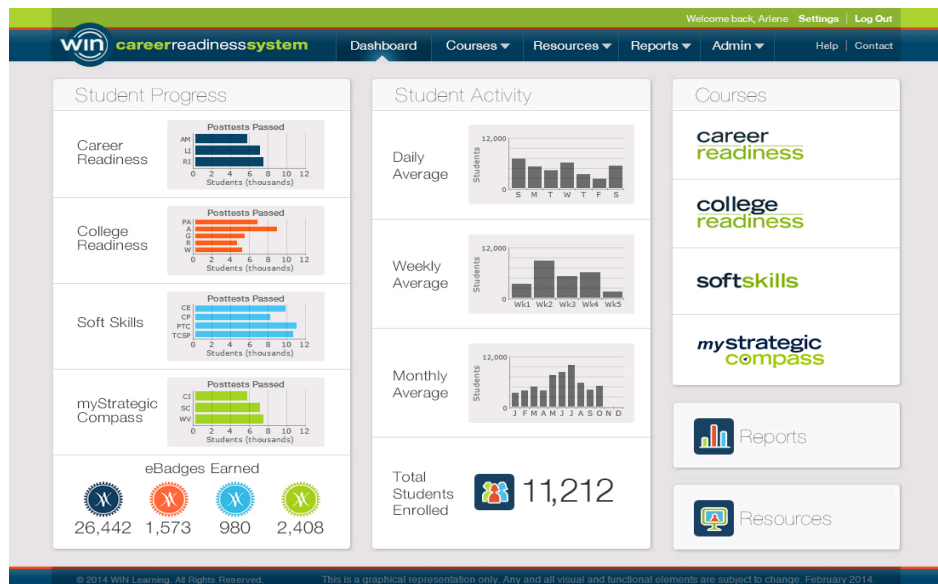 Welcome back, Arlene Settings | Log Out
win careerreadinesssystem Dashboard Courses Resources Reports Admin Help | Contact
Student Progress
Career
Readiness
Posttests Passed
AM
LI
RI
0 2 4 6 8 10 12
Students (thousands)
College
Readiness
Posttests Passed
PA
A
G
R
W
0 2 4 6 8 10 12
Students (thousands)
Soft Skills
Posttests Passed
CE
CP
PTC
TCSP
0 2 4 6 8 10 12
Students (thousands)
myStrategic
Compass
Posttests Passed
CI
SC
WV
0 2 4 6 8 10 12
Students (thousands)
eBadges Earned
26,442 1,573 980 2,408
Student Activity
Daily
Average
12,000
Students
0
S M T W T F S
Weekly
Average
12,000
Students
0
Wk1 Wk2 Wk3 Wk4 Wk5
Monthly
Average
12,000
Students
0
J F M A M J J A S O N D
Total
Students
Enrolled
11,212
Courses
career
readiness
college
readiness
softskills
mystrategic
compass
Reports
Resources
© 2014 WIN Learning. All Rights Reserved. This is a graphical representation only. Any and all visual and functional elements are subject to change. February 2014.